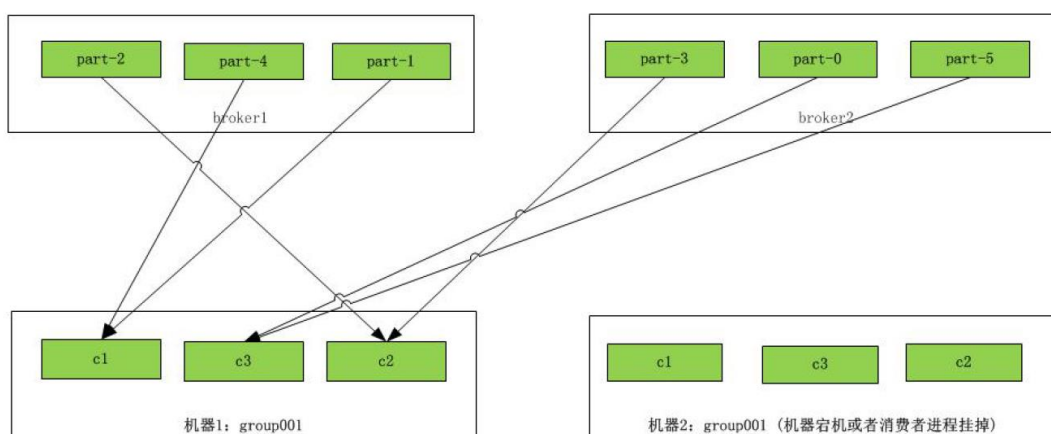 part-2 part-4 part-1 part-3 part-0 part-5
broker1 broker2
c1 c3 c2 c1 c3 c2
机器1: group001 机器2: group001 (机器宕机或者消费者进程挂掉)